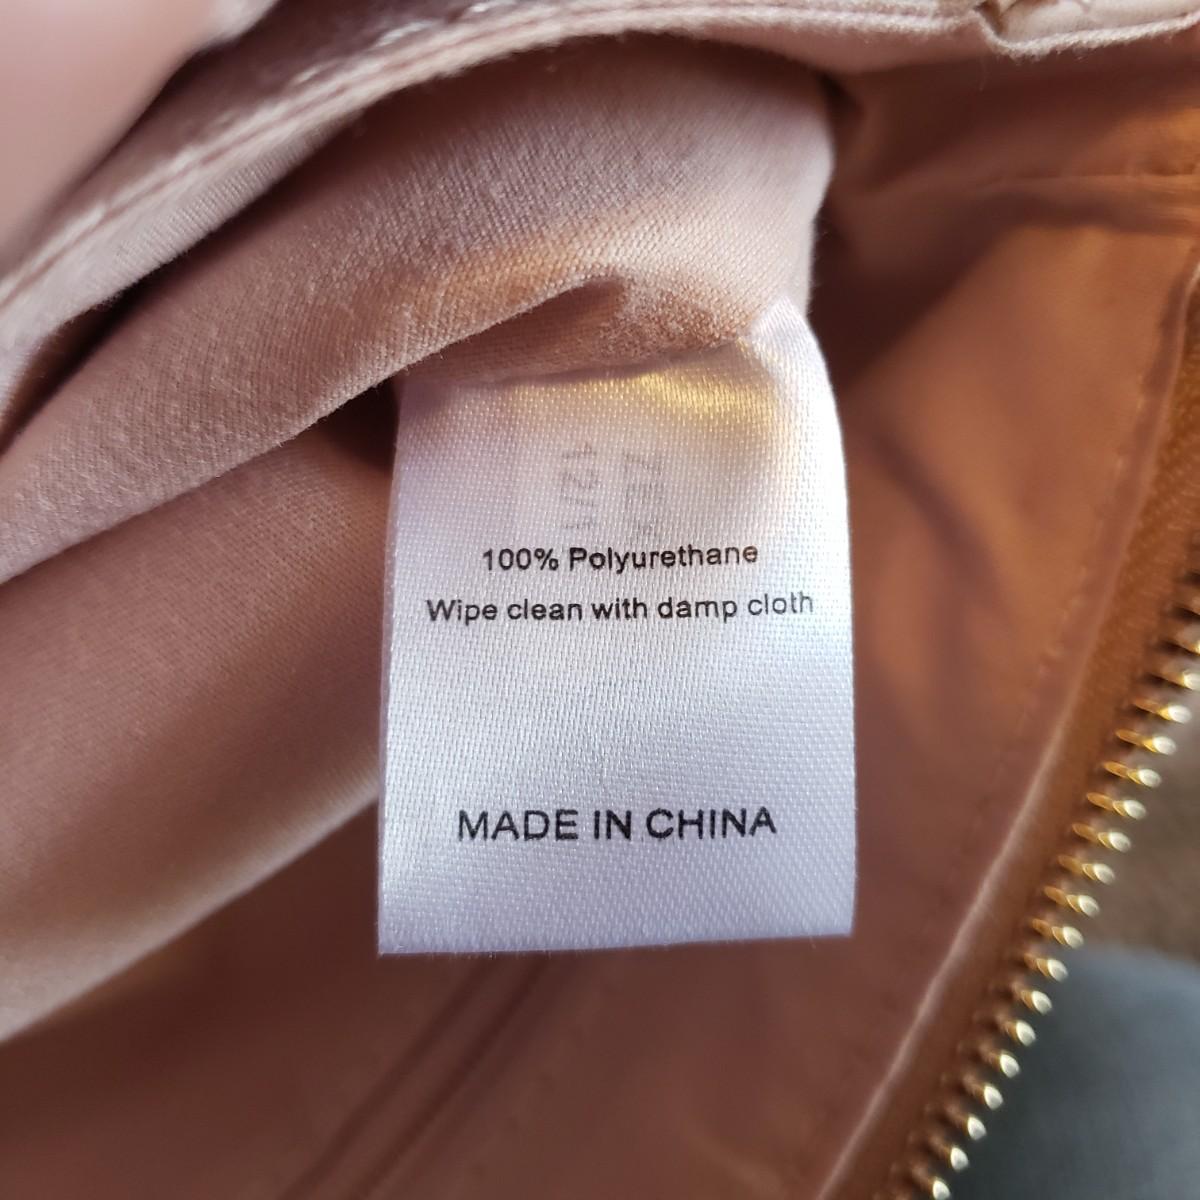 100% Polyurethane
Wipe clean with damp cloth
MADE IN CHINA